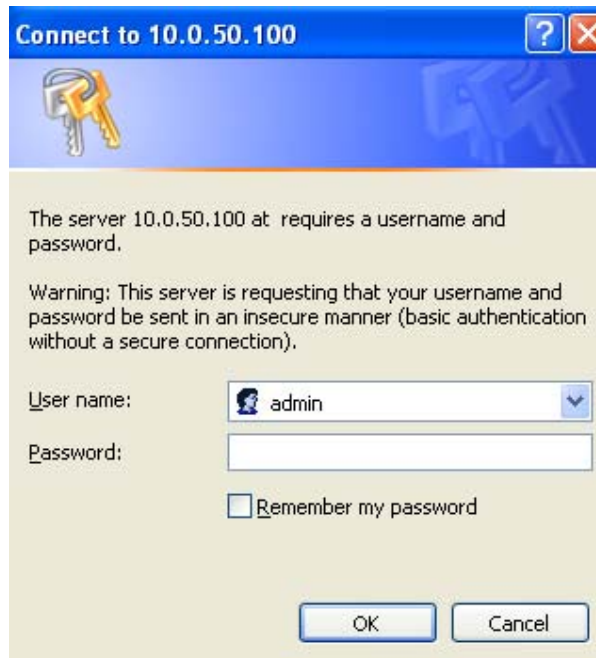 Connect to 10.0.50.100
The server 10.0.50.100 at  requires a username and
password.
Warning: This server is requesting that your username and
password be sent in an insecure manner (basic authentication
without a secure connection).
User name:
admin
Password:
Remember my password
OK
Cancel